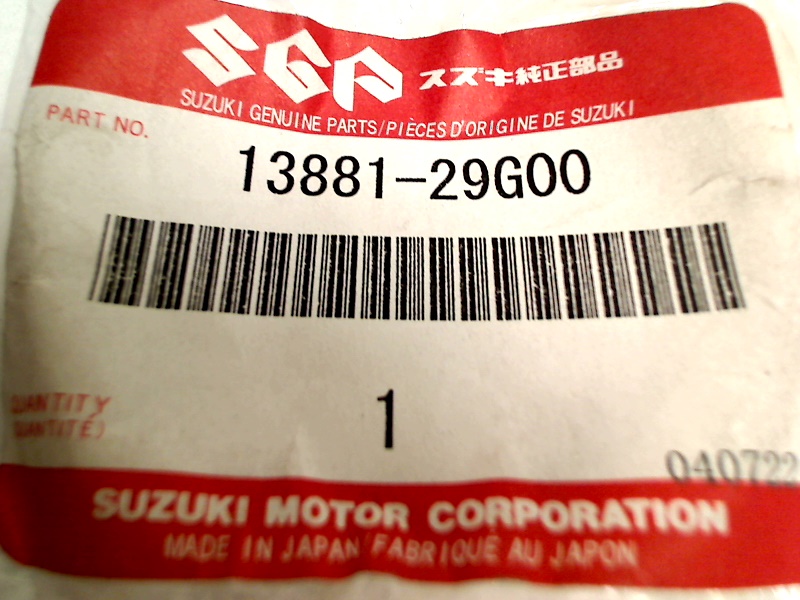 SGP スズキ純正部品
SUZUKI GENUINE PARTS/PIÈCES D'ORIGINE DE SUZUKI
PART NO.
13881-29G00
QUANTITY
QUANTITÉ)
1
040722
SUZUKI MOTOR CORPORATION
MADE IN JAPAN FABRIQUÉ AU JAPON